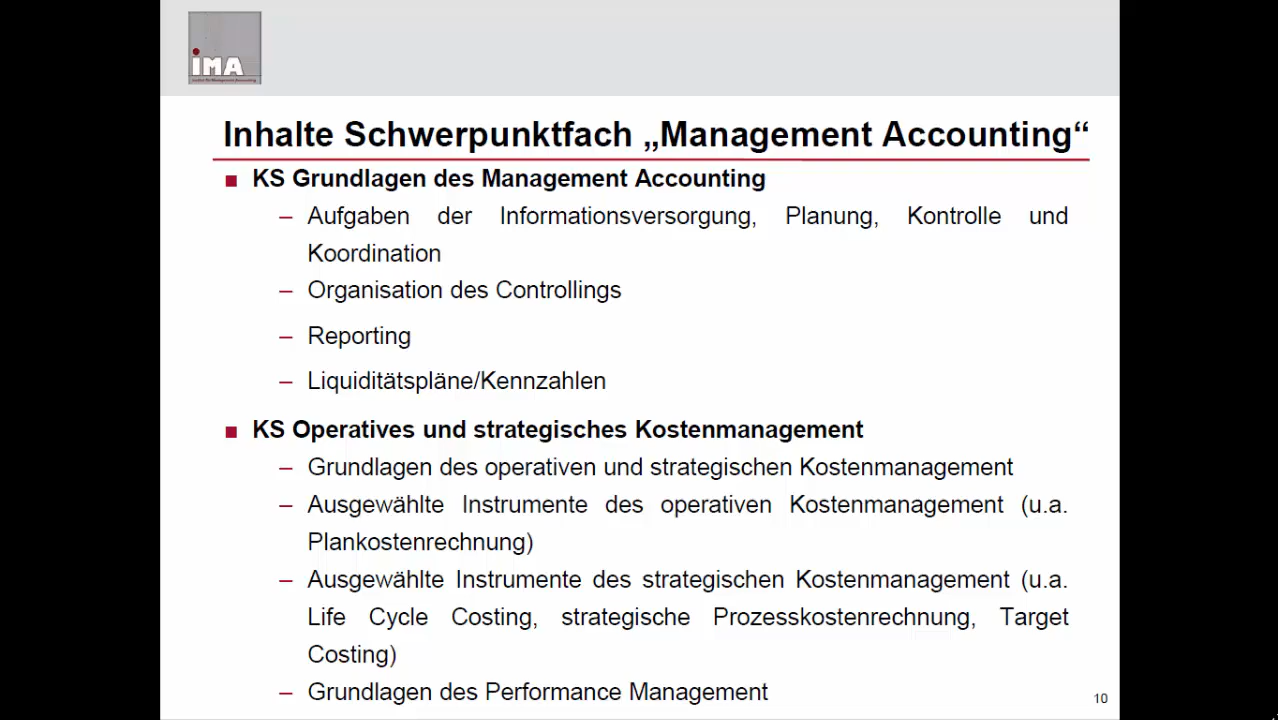 iMA
Inhalte Schwerpunktfach „Management Accounting“
KS Grundlagen des Management Accounting
– Aufgaben der Informationsversorgung, Planung, Kontrolle und
Koordination
– Organisation des Controllings
– Reporting
– Liquiditätspläne/Kennzahlen
KS Operatives und strategisches Kostenmanagement
– Grundlagen des operativen und strategischen Kostenmanagement
– Ausgewählte Instrumente des operativen Kostenmanagement (u.a.
Plankostenrechnung)
– Ausgewählte Instrumente des strategischen Kostenmanagement (u.a.
Life Cycle Costing, strategische Prozesskostenrechnung, Target
Costing)
– Grundlagen des Performance Management
10